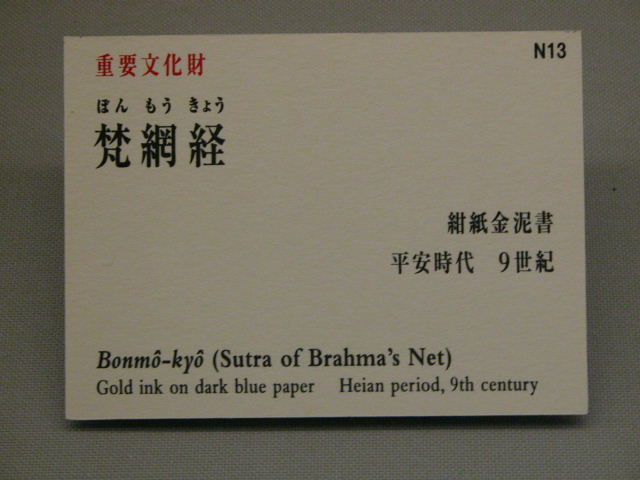 重要文化財
N13
ぼん もう きょう
梵網経
紺紙金泥書
平安時代　9世紀
Bonmô-kyô (Sutra of Brahma's Net)
Gold ink on dark blue paper　Heian period, 9th century